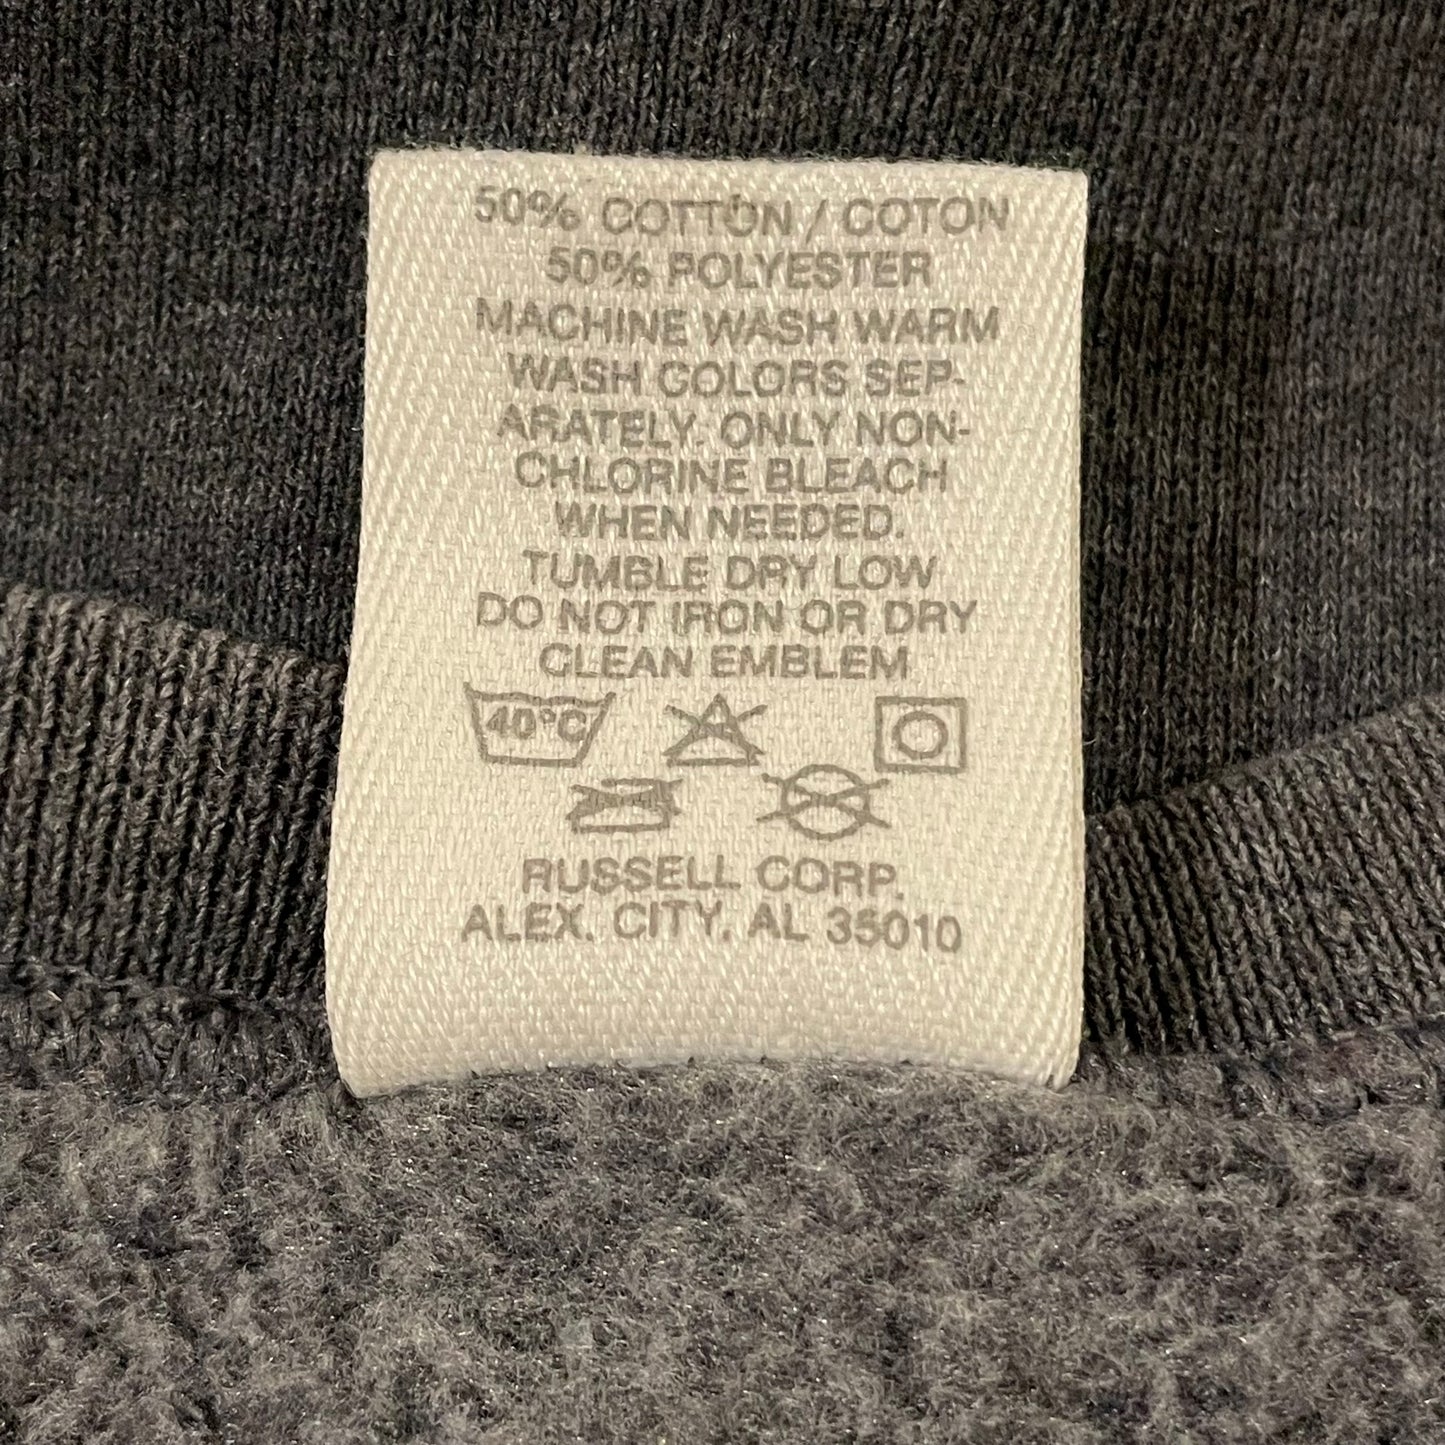 50% COTTON / COTON
50% POLYESTER
MACHINE WASH WARM
WASH COLORS SEP-
ARATELY. ONLY NON-
CHLORINE BLEACH
WHEN NEEDED.
TUMBLE DRY LOW
DO NOT IRON OR DRY
CLEAN EMBLEM
40°C
RUSSELL CORP.
ALEX. CITY, AL 35010